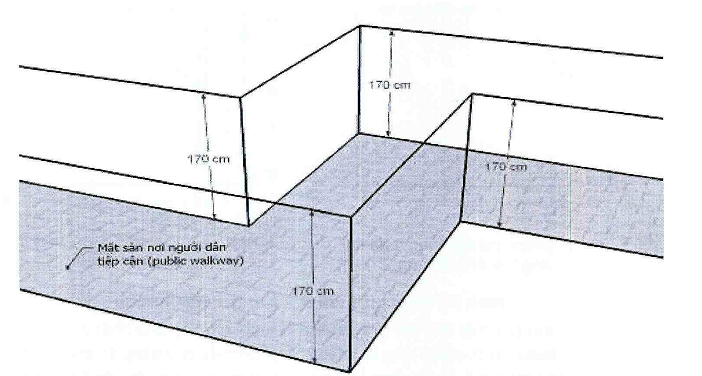 170 cm
170 cm
170 cm
Mặt sàn nơi người dân
tiếp cận (public walkway)
170 cm